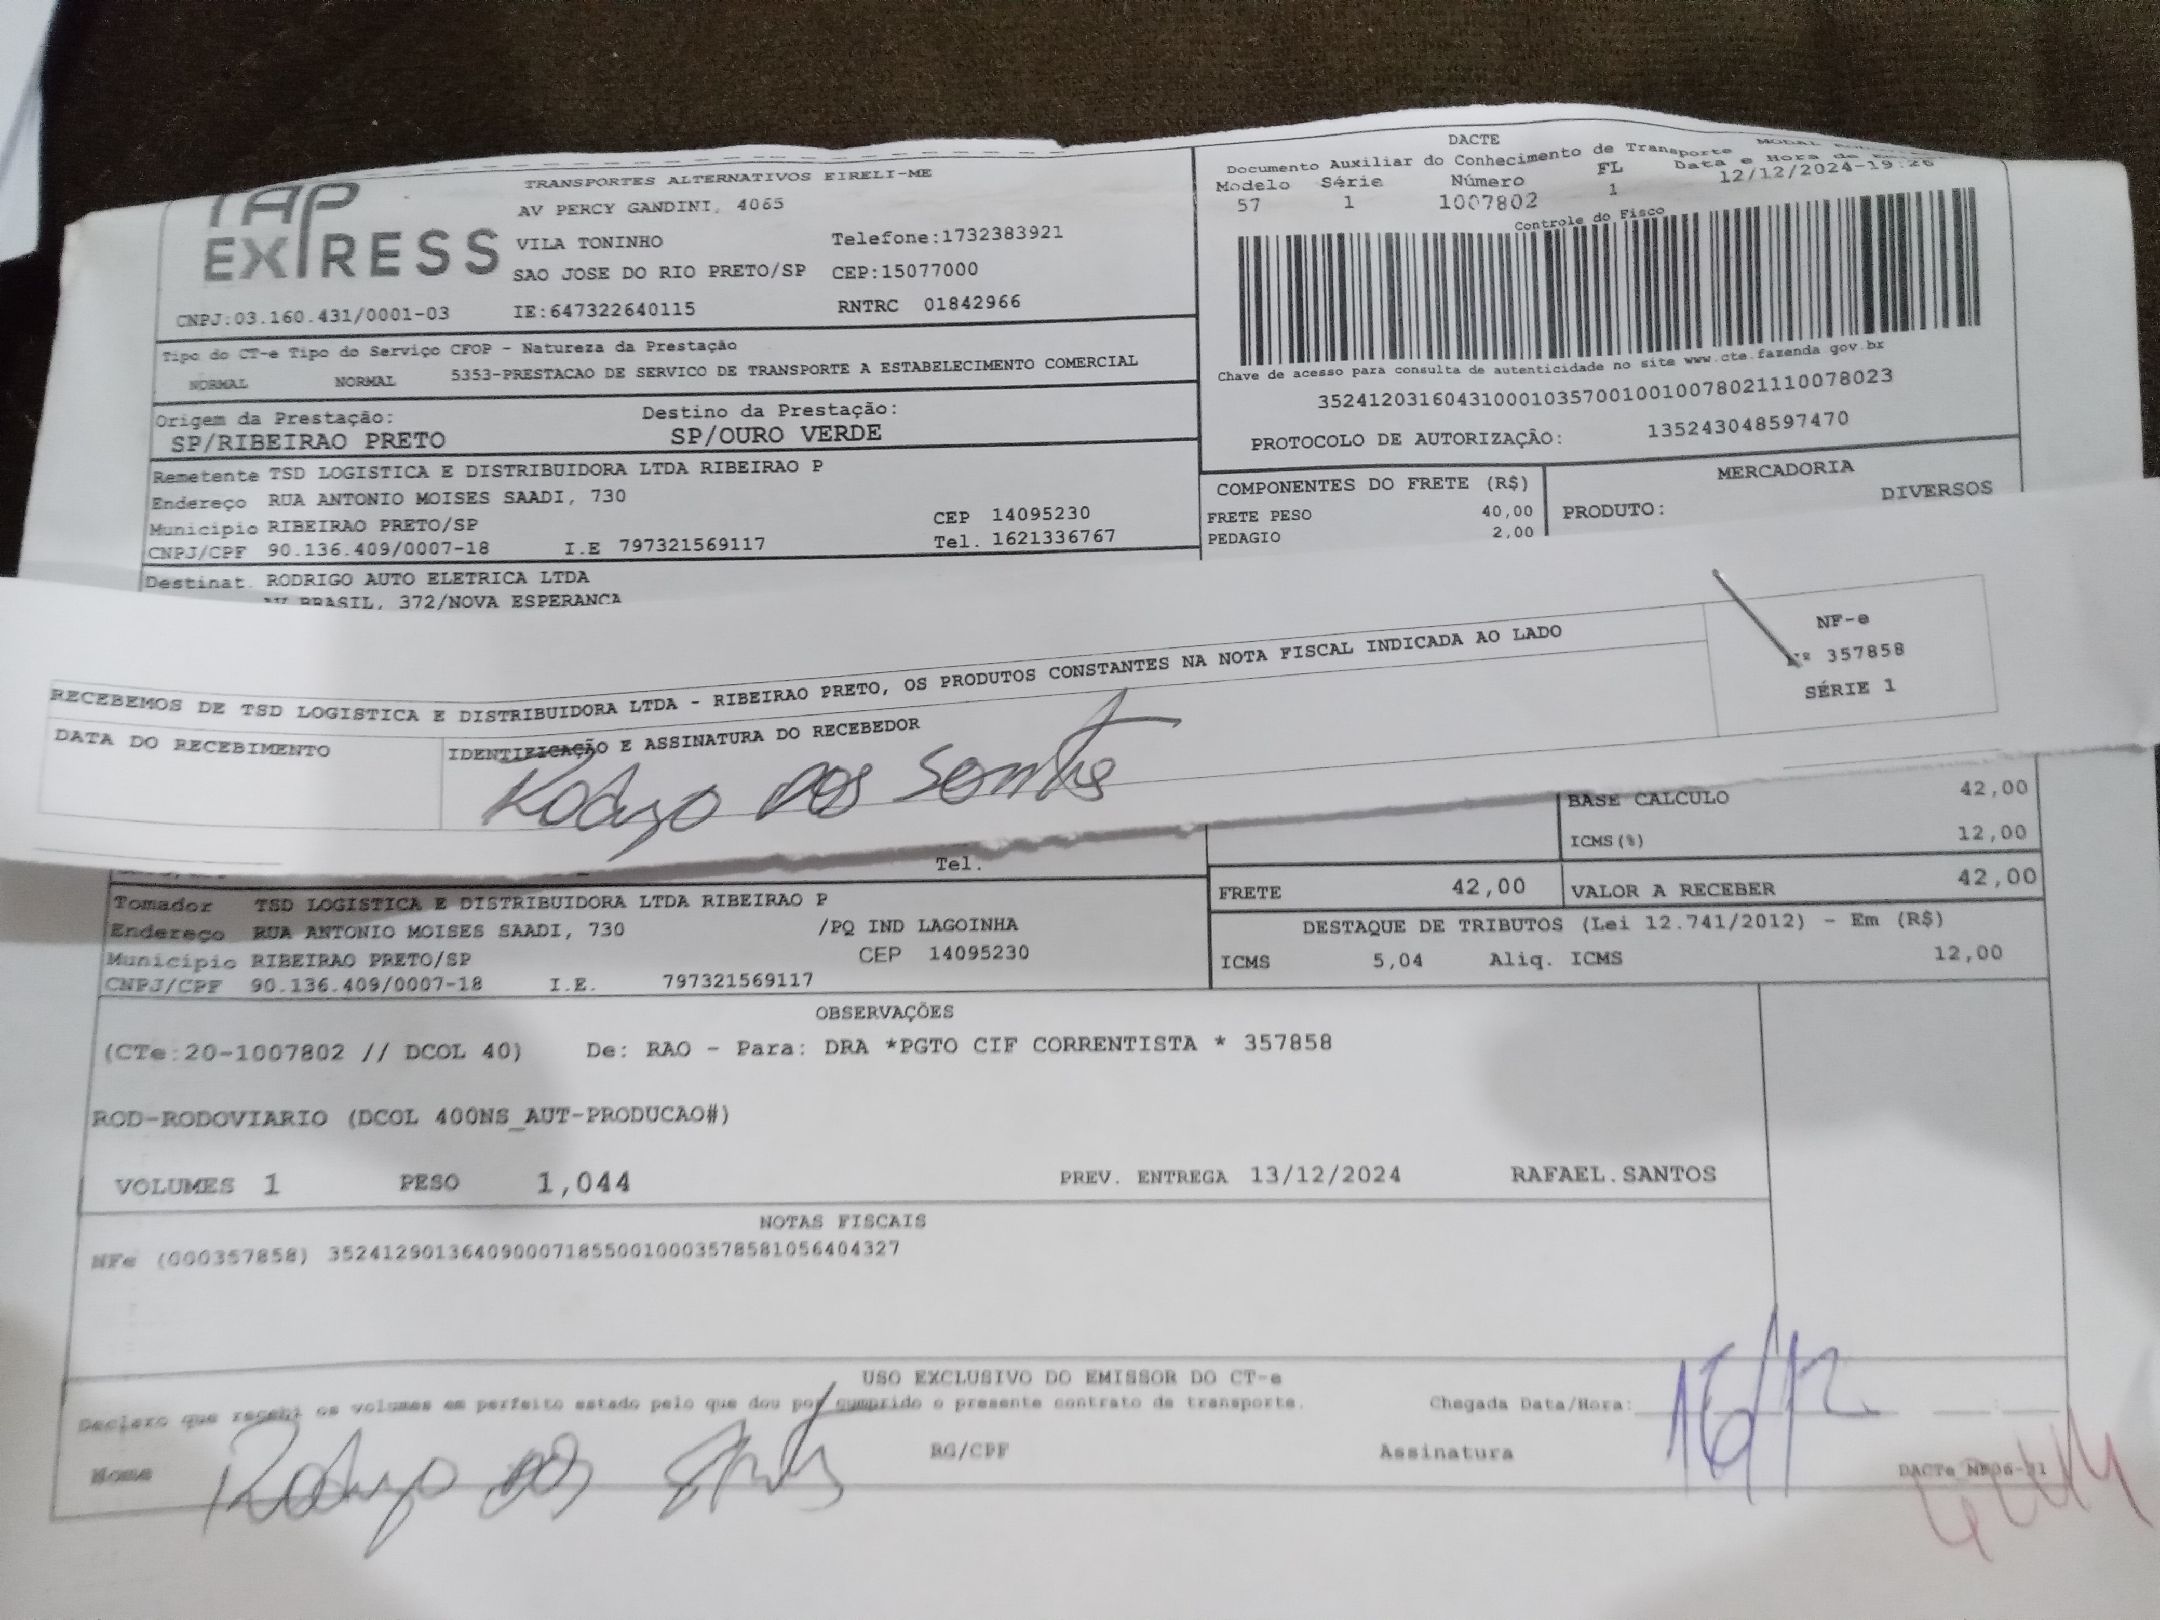 TAP
EXPRESS
TRANSPORTES ALTERNATIVOS EIRELI-ME
AV PERCY GANDINI, 4065
VILA TONINHO Telefone:1732383921
SAO JOSE DO RIO PRETO/SP CEP:15077000
CNPJ:03.160.431/0001-03 IE:647322640115 RNTRC 01842966
DACTE
Documento Auxiliar do Conhecimento de Transporte
Modelo Série Número FL Data e Hora de
57 1 1007802 1 12/12/2024-19:26
Controle do Fisco
Chave de acesso para consulta de autenticidade no site www.cte.fazenda.gov.br
35241203160431000103570010010078021110078023
PROTOCOLO DE AUTORIZAÇÃO: 135243048597470
Tipo do CT-e Tipo do Serviço CFOP - Natureza da Prestação
NORMAL NORMAL 5353-PRESTACAO DE SERVICO DE TRANSPORTE A ESTABELECIMENTO COMERCIAL
Origem da Prestação: Destino da Prestação:
SP/RIBEIRAO PRETO SP/OURO VERDE
Remetente TSD LOGISTICA E DISTRIBUIDORA LTDA RIBEIRAO P
Endereço RUA ANTONIO MOISES SAADI, 730
Município RIBEIRAO PRETO/SP CEP 14095230
CNPJ/CPF 90.136.409/0007-18 I.E 797321569117 Tel. 1621336767
COMPONENTES DO FRETE (R$)
FRETE PESO 40,00
PEDAGIO 2,00
MERCADORIA
PRODUTO: DIVERSOS
Destinat. RODRIGO AUTO ELETRICA LTDA
AV BRASIL, 372/NOVA ESPERANCA
RECEBEMOS DE TSD LOGISTICA E DISTRIBUIDORA LTDA - RIBEIRAO PRETO, OS PRODUTOS CONSTANTES NA NOTA FISCAL INDICADA AO LADO
DATA DO RECEBIMENTO
IDENTIFICAÇÃO E ASSINATURA DO RECEBEDOR
Rodrigo dos Santos
NF-e
Nº 357858
SÉRIE 1
Tel.
BASE CALCULO 42,00
ICMS(%) 12,00
FRETE 42,00 VALOR A RECEBER 42,00
Tomador TSD LOGISTICA E DISTRIBUIDORA LTDA RIBEIRAO P
Endereço RUA ANTONIO MOISES SAADI, 730 /PQ IND LAGOINHA
Município RIBEIRAO PRETO/SP CEP 14095230
CNPJ/CPF 90.136.409/0007-18 I.E. 797321569117
DESTAQUE DE TRIBUTOS (Lei 12.741/2012) - Em (R$)
ICMS 5,04 Aliq. ICMS 12,00
OBSERVAÇÕES
(CTe:20-1007802 // DCOL 40) De: RAO - Para: DRA *PGTO CIF CORRENTISTA * 357858
ROD-RODOVIARIO (DCOL 400NS_AUT-PRODUCAO#)
VOLUMES 1 PESO 1,044 PREV. ENTREGA 13/12/2024 RAFAEL.SANTOS
NOTAS FISCAIS
NFe (000357858) 35241290136409000718550010003578581056404327
USO EXCLUSIVO DO EMISSOR DO CT-e
Declaro que recebi os volumes em perfeito estado pelo que dou por cumprido o presente contrato de transporte.
Chegada Data/Hora: 16/12
Nome Rodrigo dos Santos RG/CPF Assinatura